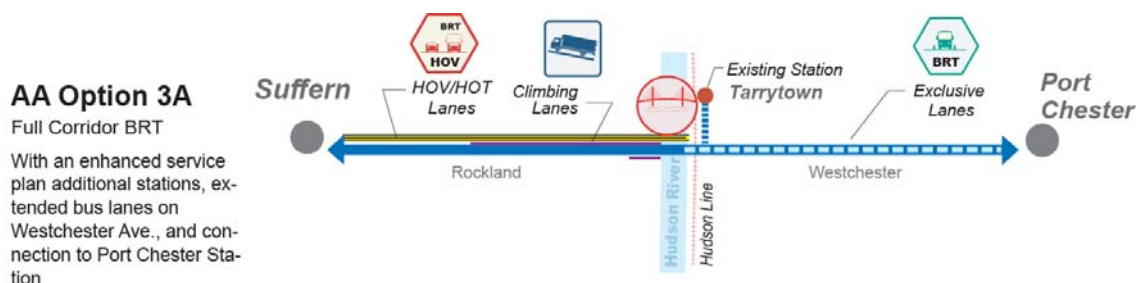 AA Option 3A
Full Corridor BRT
With an enhanced service
plan additional stations, ex-
tended bus lanes on
Westchester Ave., and con-
nection to Port Chester Sta-
tion
Suffern
BRT
HOV
HOV/HOT
Lanes
Climbing
Lanes
Existing Station
Tarrytown
BRT
Exclusive
Lanes
Port
Chester
Rockland
Westchester
Hudson River
Hudson Line